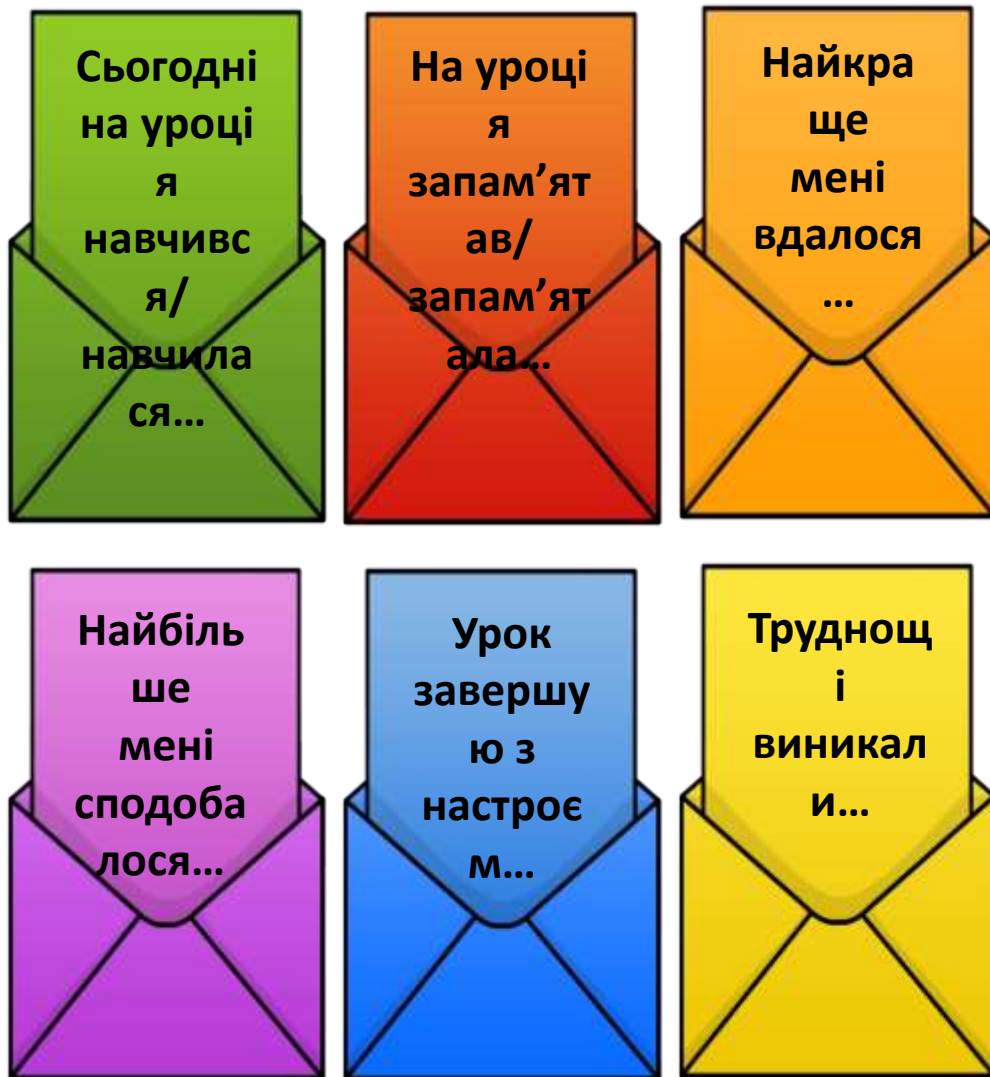 Сьогодні
на уроці
я
навчивс
я/
навчила
ся...
На уроці
я
запам’ят
ав/
запам’ят
ала...
Найкра
ще
мені
вдалося
...
Найбіль
ше
мені
сподоба
лося...
Урок
завершу
ю з
настроє
м...
Труднощ
і
виникал
и...